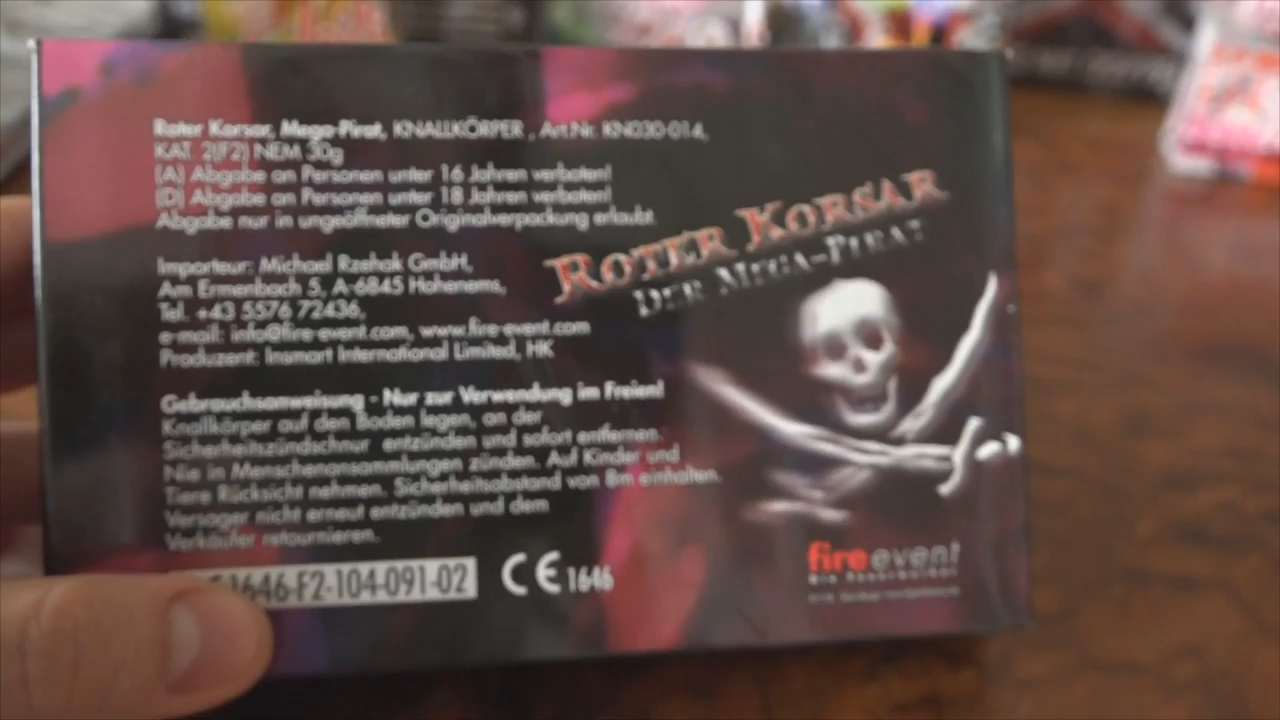 Roter Korsar, Mega-Pirat, KNALLKÖRPER , Art.Nr. KN030-014,
KAT. 2(F2) NEM 30g
(A) Abgabe an Personen unter 16 Jahren verboten!
(D) Abgabe an Personen unter 18 Jahren verboten!
Abgabe nur in ungeöffneter Originalverpackung erlaubt.
Importeur: Michael Rzehak GmbH,
Am Ermenbach 5, A-6845 Hohenems,
Tel. +43 5576 72436,
e-mail: info@fire-event.com, www.fire-event.com
Produzent: Insmart International Limited, HK
Gebrauchsanweisung - Nur zur Verwendung im Freien!
Knallkörper auf den Boden legen, an der
Sicherheitszündschnur entzünden und sofort entfernen.
Nie in Menschenansammlungen zünden. Auf Kinder und
Tiere Rücksicht nehmen. Sicherheitsabstand von 8m einhalten.
Versager nicht erneut entzünden und dem
Verkäufer retournieren.
1646-F2-104-091-02
CE 1646
ROTER KORSAR
DER MEGA-PIRAT
fireevent